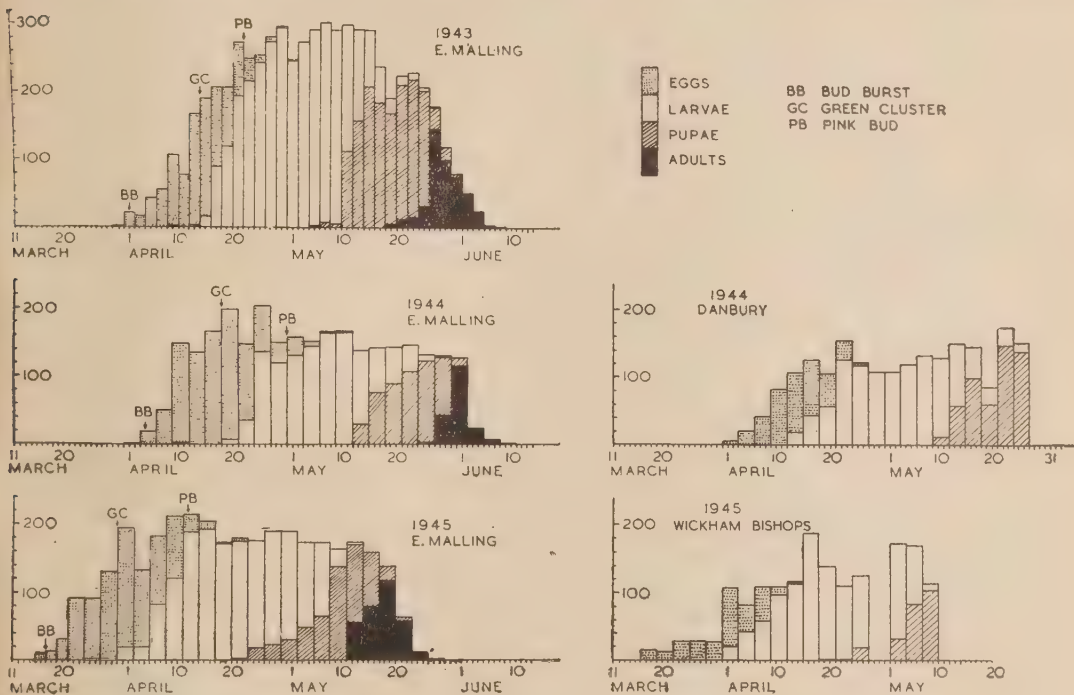 300
200
100
BB
GC
PB
1943
E. MALLING
11 20 1 10 20 1 10 20 1 10
MARCH APRIL MAY JUNE
EGGS
LARVAE
PUPAE
ADULTS
BB BUD BURST
GC GREEN CLUSTER
PB PINK BUD
200
100
BB
GC
PB
1944
E. MALLING
11 20 1 10 20 1 10 20 1 10
MARCH APRIL MAY JUNE
200
100
1944
DANBURY
11 20 1 10 20 1 10 20 31
MARCH APRIL MAY
200
100
BB
GC
PB
1945
E. MALLING
11 20 1 10 20 1 10 20 1 10
MARCH APRIL MAY JUNE
200
100
1945
WICKHAM BISHOPS
11 20 1 10 20 1 10 20
MARCH APRIL MAY